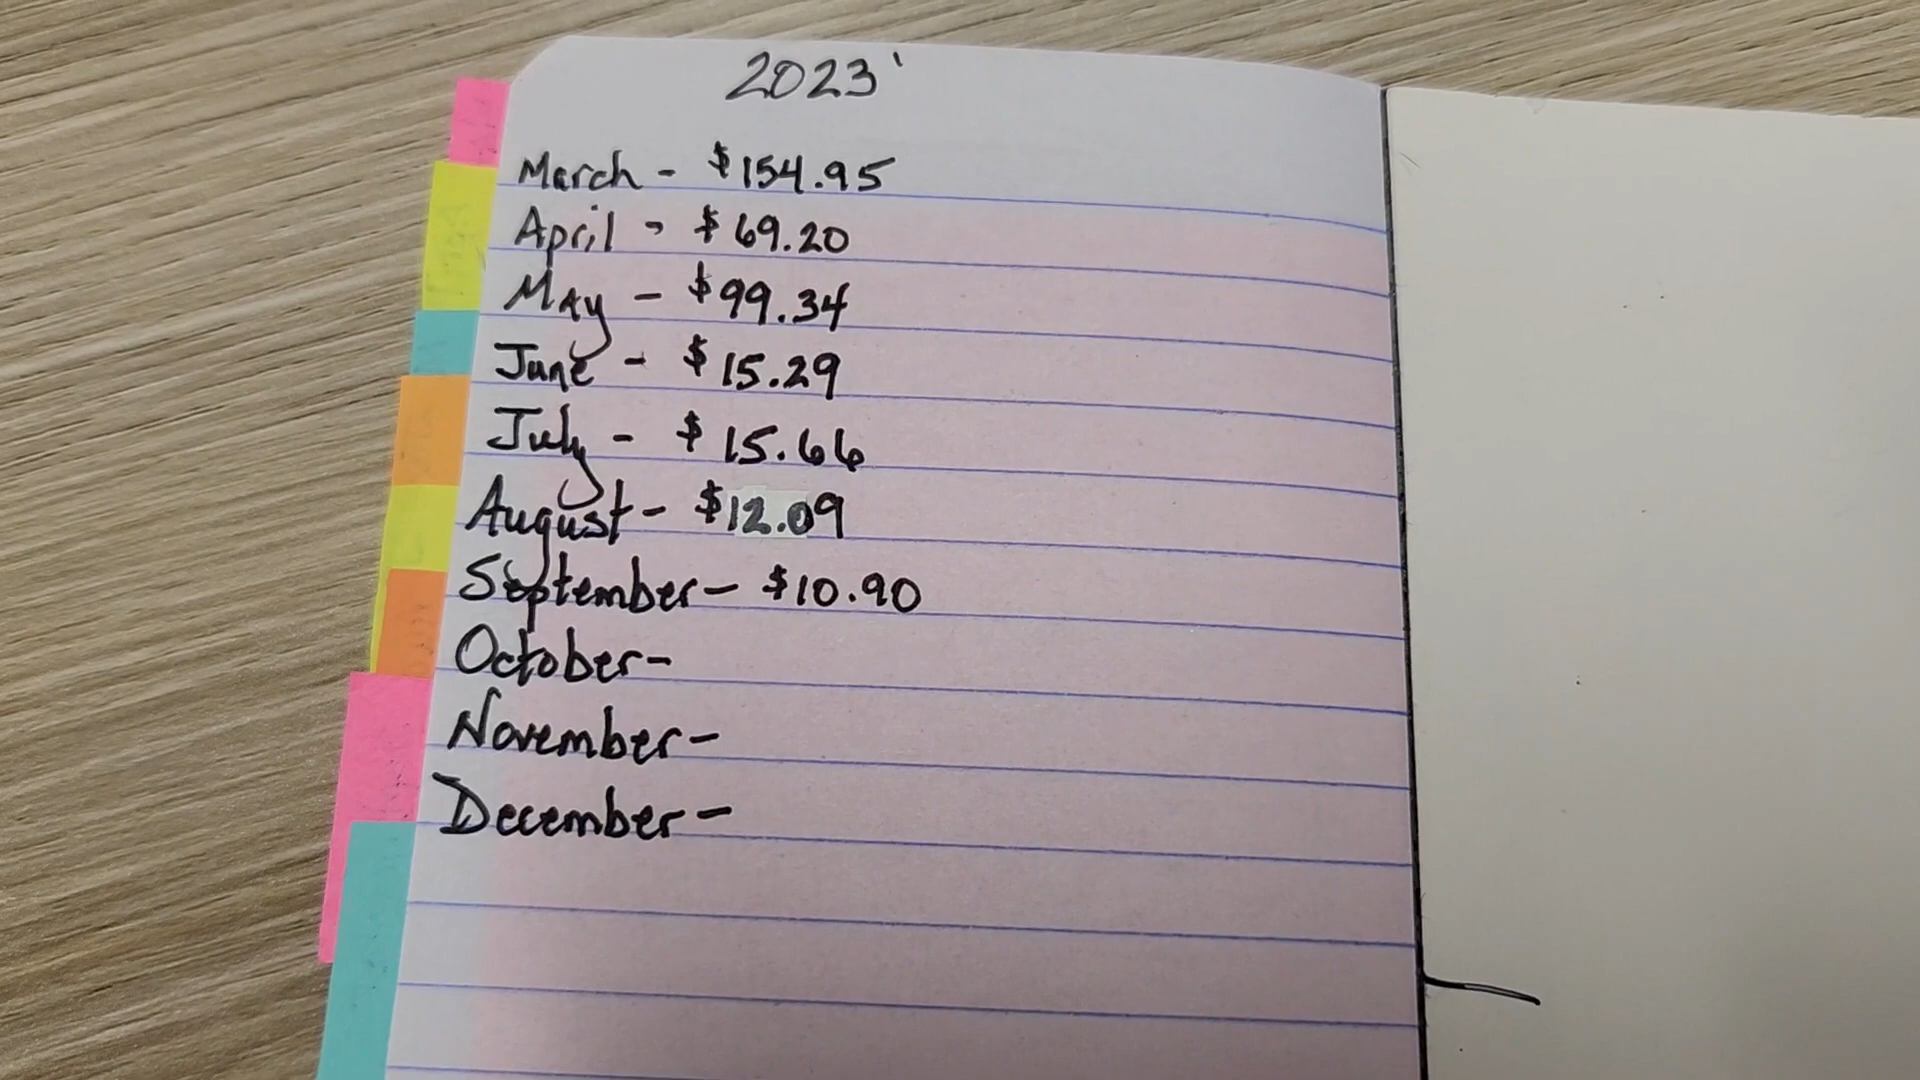 2023'
March - $154.95
April - $69.20
May - $99.34
June - $15.29
July - $15.66
August - $12.09
September - $10.90
October -
November -
December -